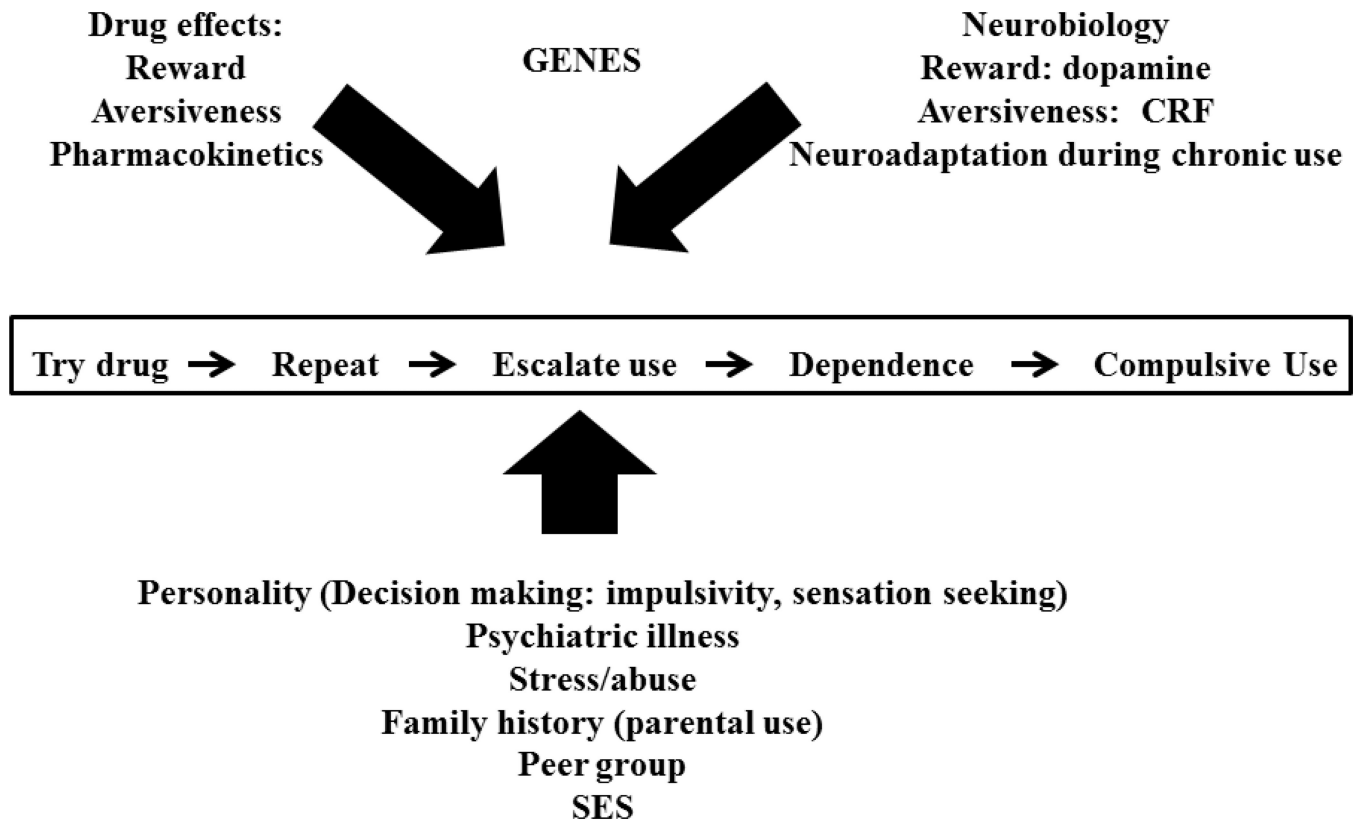 Drug effects:
Reward
Aversiveness
Pharmacokinetics
GENES
Neurobiology
Reward: dopamine
Aversiveness: CRF
Neuroadaptation during chronic use
Try drug → Repeat → Escalate use → Dependence → Compulsive Use
Personality (Decision making: impulsivity, sensation seeking)
Psychiatric illness
Stress/abuse
Family history (parental use)
Peer group
SES